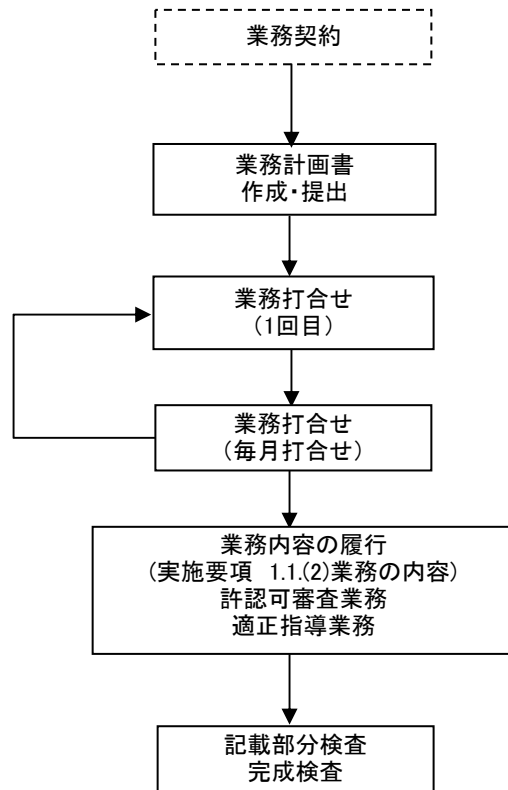 業務契約
業務計画書
作成・提出
業務打合せ
(1回目)
業務打合せ
(毎月打合せ)
業務内容の履行
(実施要項 1.1.(2)業務の内容)
許認可審査業務
適正指導業務
記載部分検査
完成検査